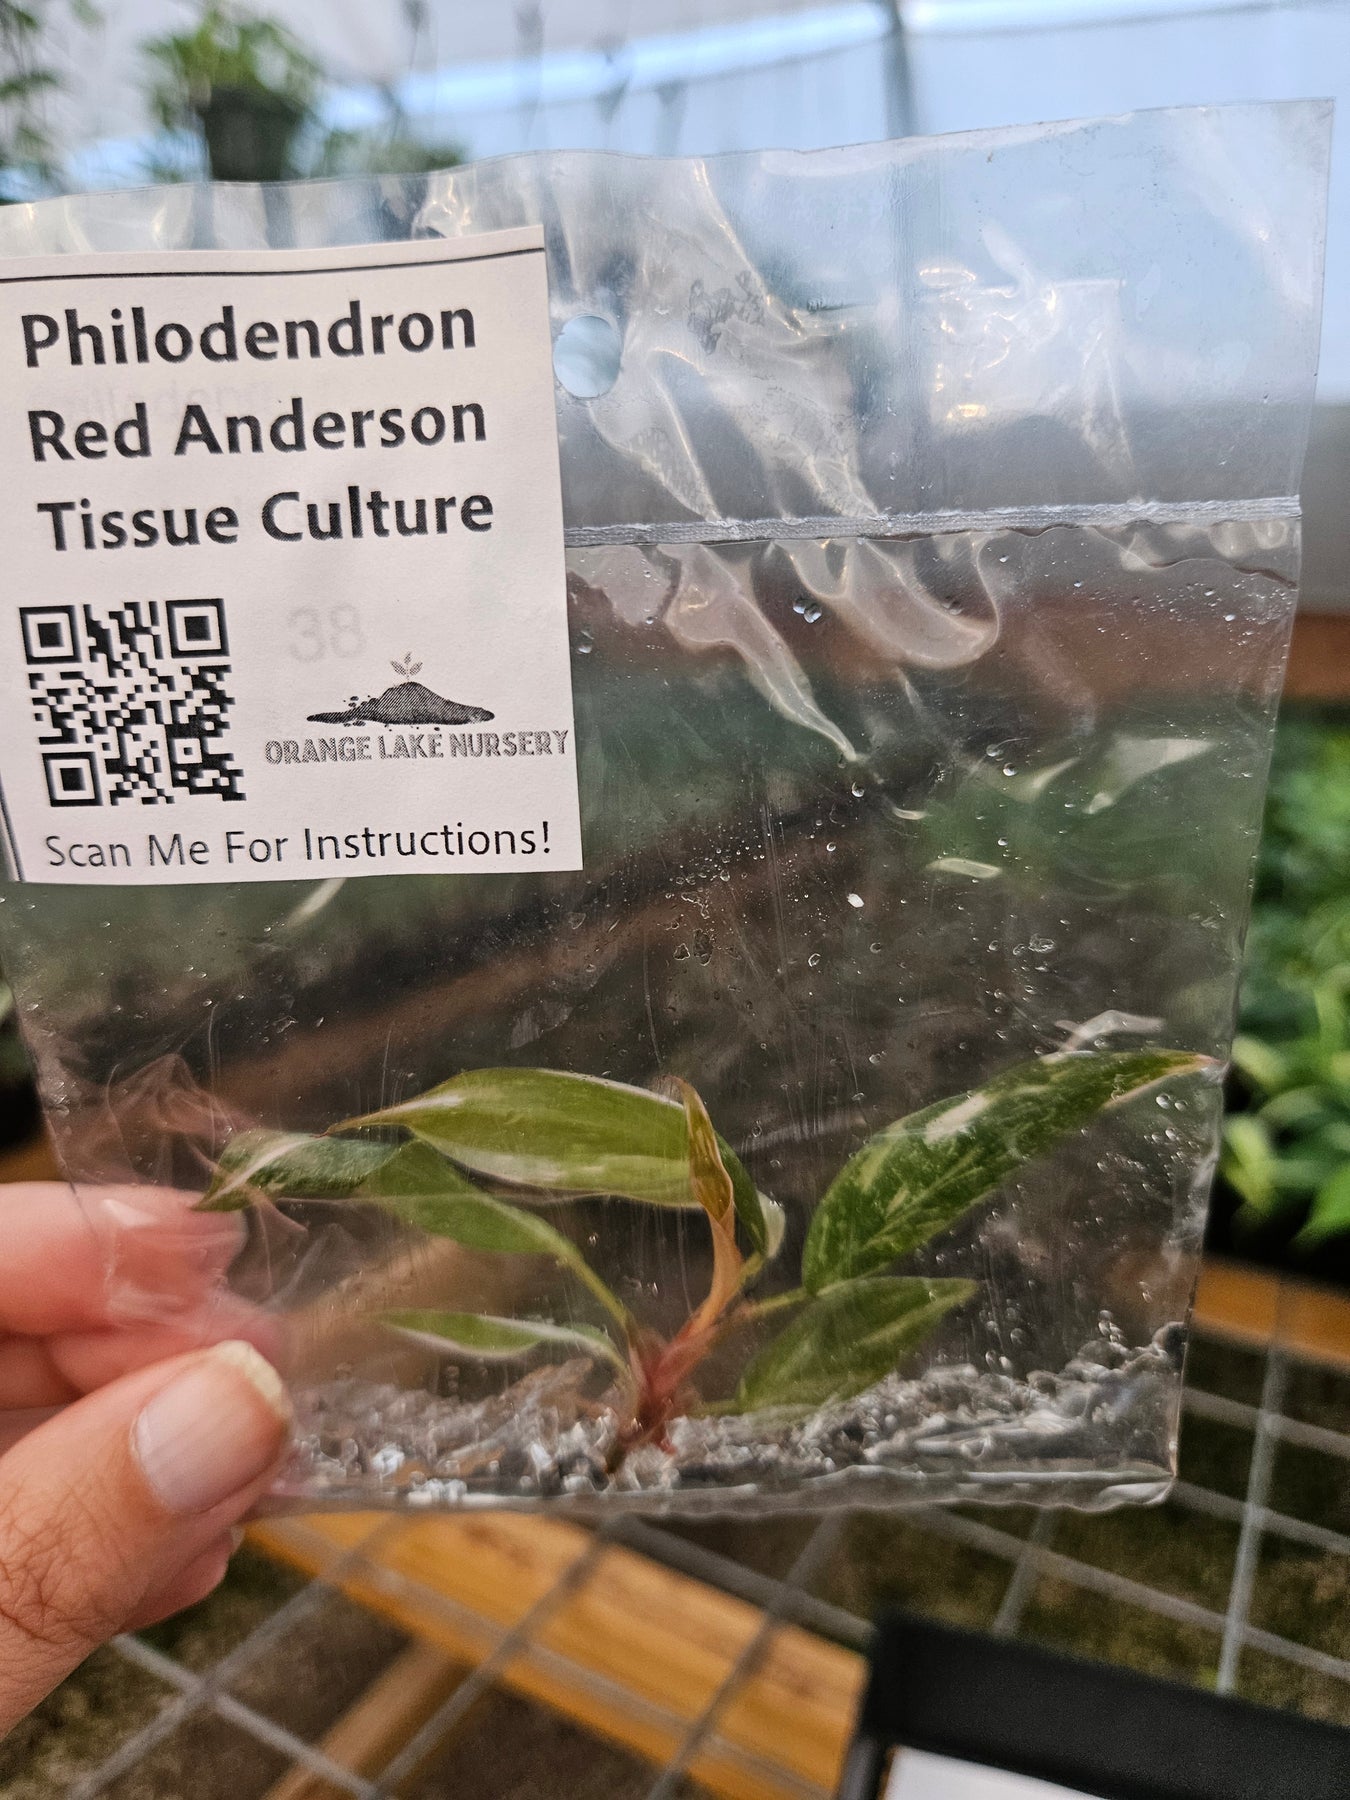 Philodendron
Red Anderson
Tissue Culture
38
ORANGE LAKE NURSERY
Scan Me For Instructions!